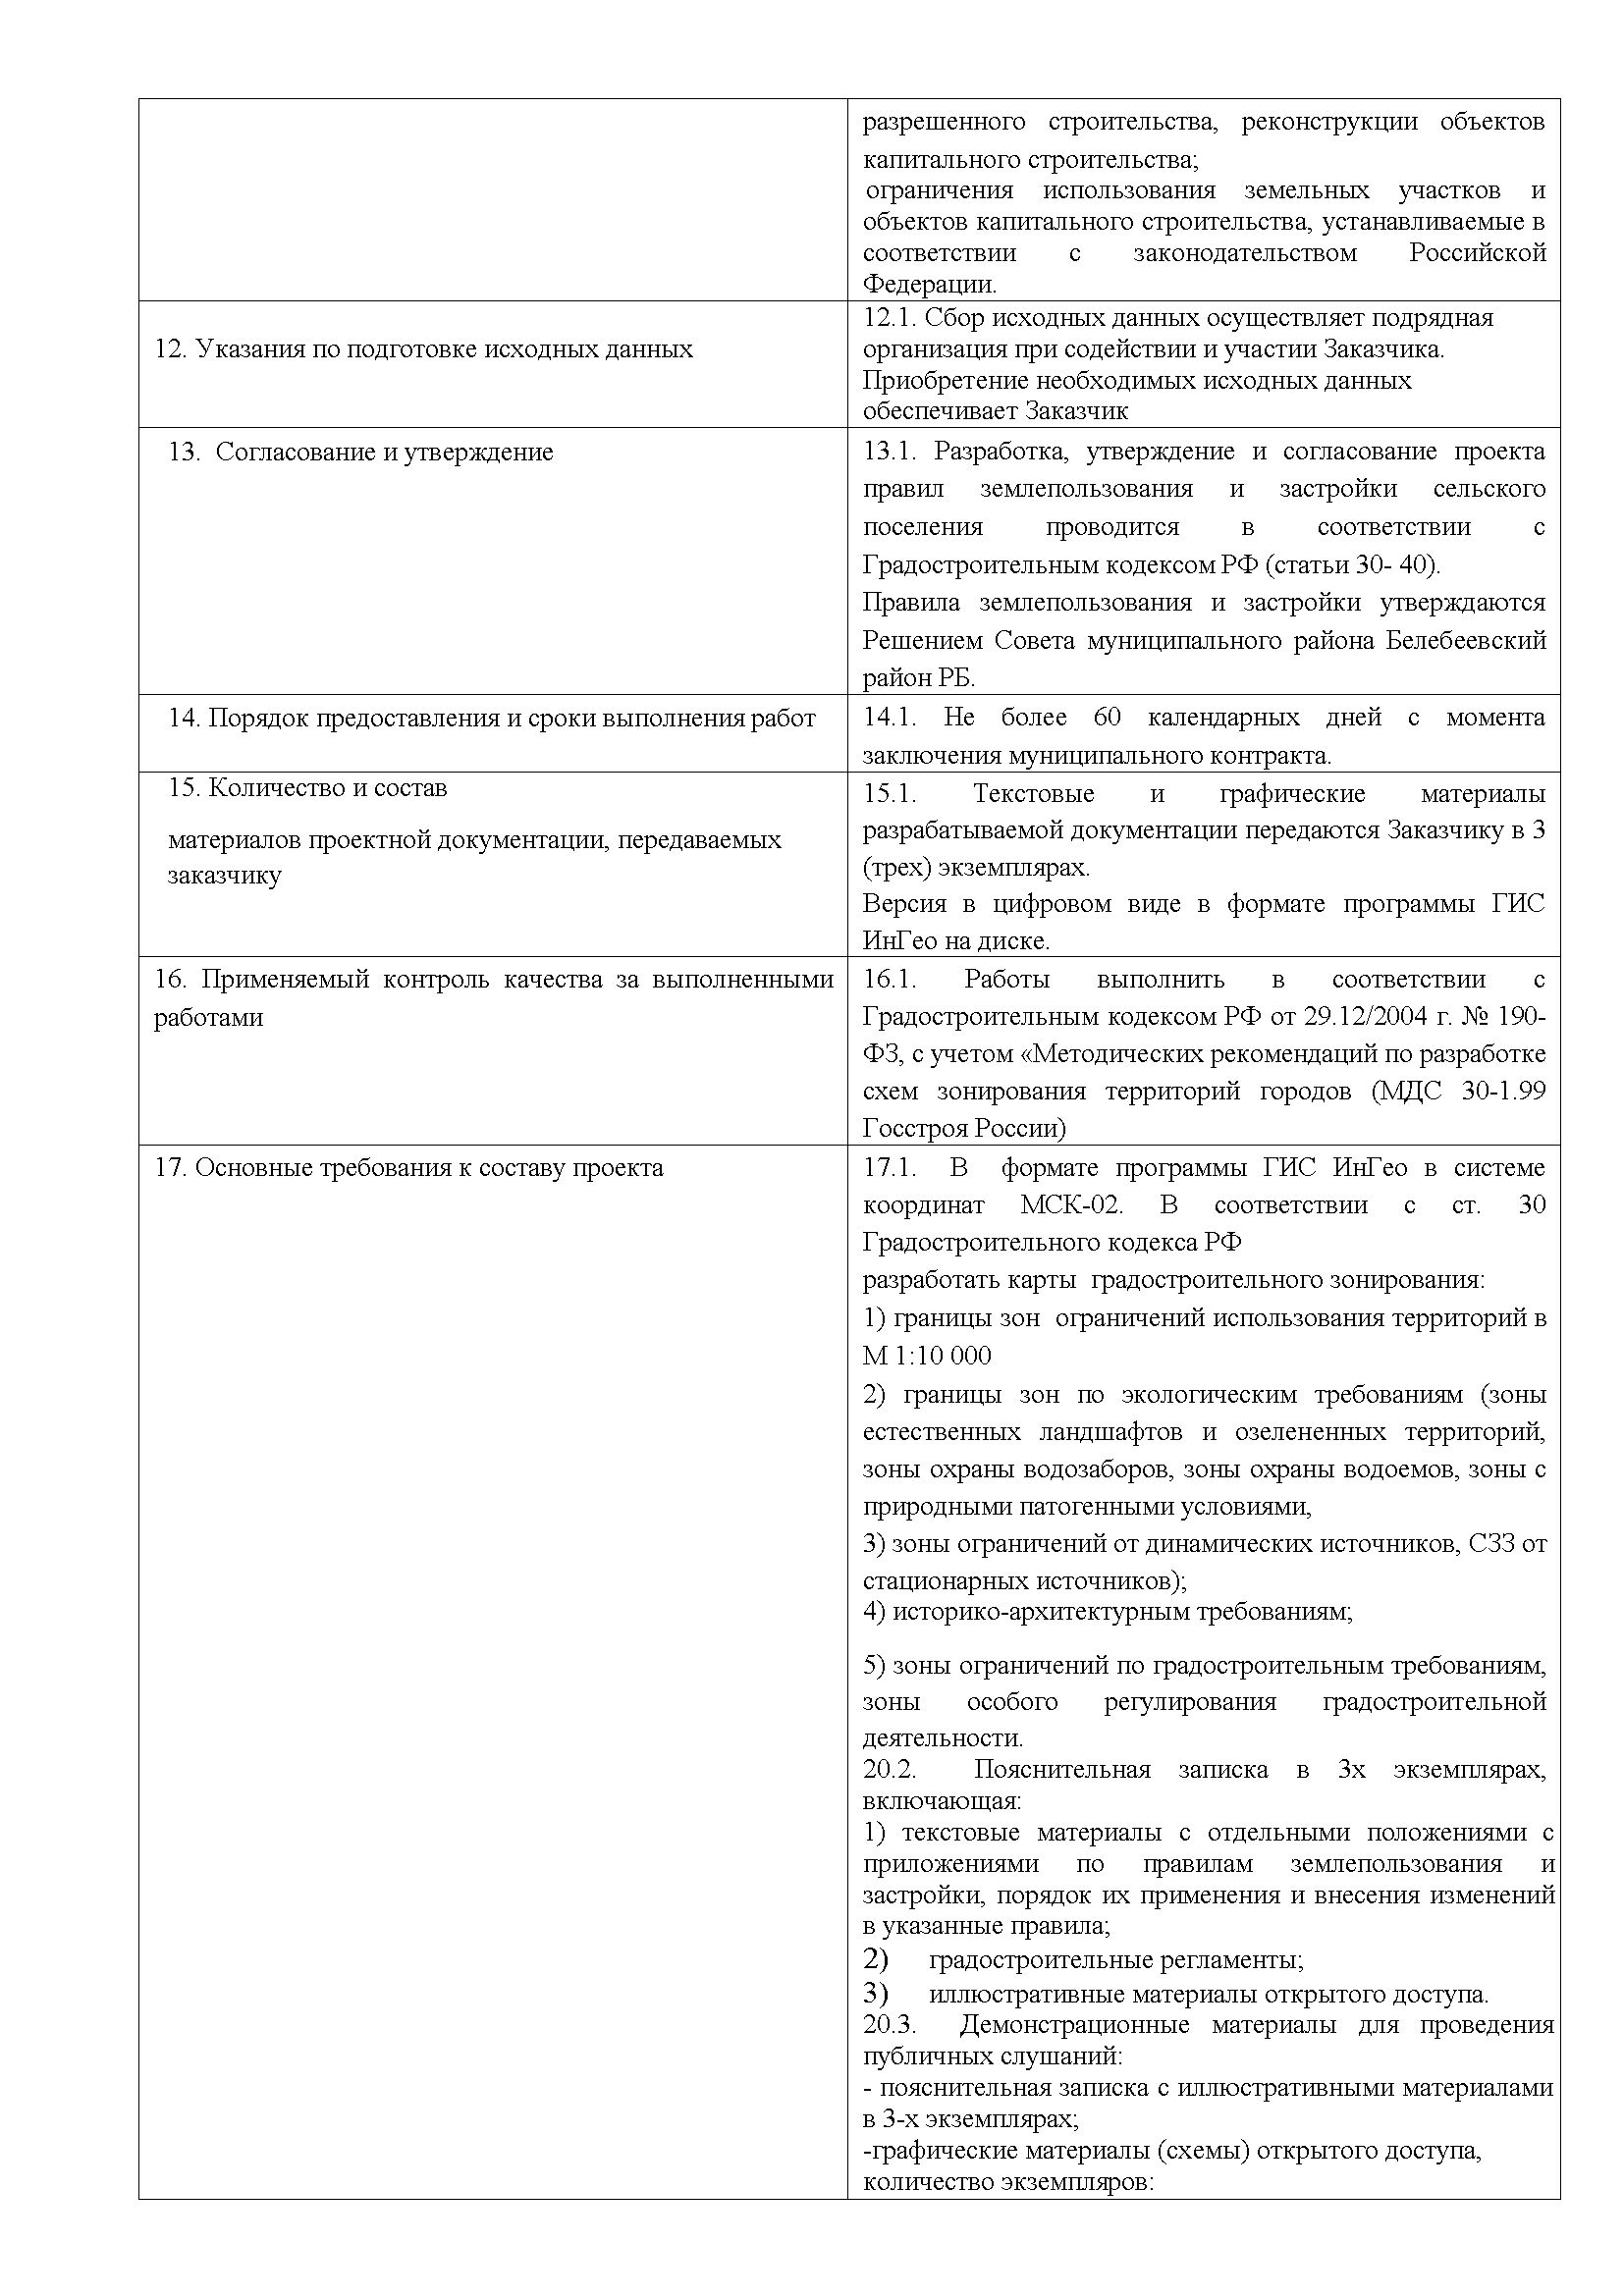 разрешенного строительства, реконструкции объектов
капитального строительства;
ограничения использования земельных участков и
объектов капитального строительства, устанавливаемые в
соответствии с законодательством Российской
Федерации.
12. Указания по подготовке исходных данных
12.1. Сбор исходных данных осуществляет подрядная
организация при содействии и участии Заказчика.
Приобретение необходимых исходных данных
обеспечивает Заказчик
13. Согласование и утверждение
13.1. Разработка, утверждение и согласование проекта
правил землепользования и застройки сельского
поселения проводится в соответствии с
Градостроительным кодексом РФ (статьи 30- 40).
Правила землепользования и застройки утверждаются
Решением Совета муниципального района Белебеевский
район РБ.
14. Порядок предоставления и сроки выполнения работ
14.1. Не более 60 календарных дней с момента
заключения муниципального контракта.
15. Количество и состав
материалов проектной документации, передаваемых
заказчику
15.1. Текстовые и графические материалы
разрабатываемой документации передаются Заказчику в 3
(трех) экземплярах.
Версия в цифровом виде в формате программы ГИС
ИнГео на диске.
16. Применяемый контроль качества за выполненными
работами
16.1. Работы выполнить в соответствии с
Градостроительным кодексом РФ от 29.12/2004 г. № 190-
ФЗ, с учетом «Методических рекомендаций по разработке
схем зонирования территорий городов (МДС 30-1.99
Госстроя России)
17. Основные требования к составу проекта
17.1. В формате программы ГИС ИнГео в системе
координат МСК-02. В соответствии с ст. 30
Градостроительного кодекса РФ
разработать карты градостроительного зонирования:
1) границы зон ограничений использования территорий в
М 1:10 000
2) границы зон по экологическим требованиям (зоны
естественных ландшафтов и озелененных территорий,
зоны охраны водозаборов, зоны охраны водоемов, зоны с
природными патогенными условиями,
3) зоны ограничений от динамических источников, СЗЗ от
стационарных источников);
4) историко-архитектурным требованиям;
5) зоны ограничений по градостроительным требованиям,
зоны особого регулирования градостроительной
деятельности.
20.2. Пояснительная записка в 3х экземплярах,
включающая:
1) текстовые материалы с отдельными положениями с
приложениями по правилам землепользования и
застройки, порядок их применения и внесения изменений
в указанные правила;
2) градостроительные регламенты;
3) иллюстративные материалы открытого доступа.
20.3. Демонстрационные материалы для проведения
публичных слушаний:
- пояснительная записка с иллюстративными материалами
в 3-х экземплярах;
-графические материалы (схемы) открытого доступа,
количество экземпляров: